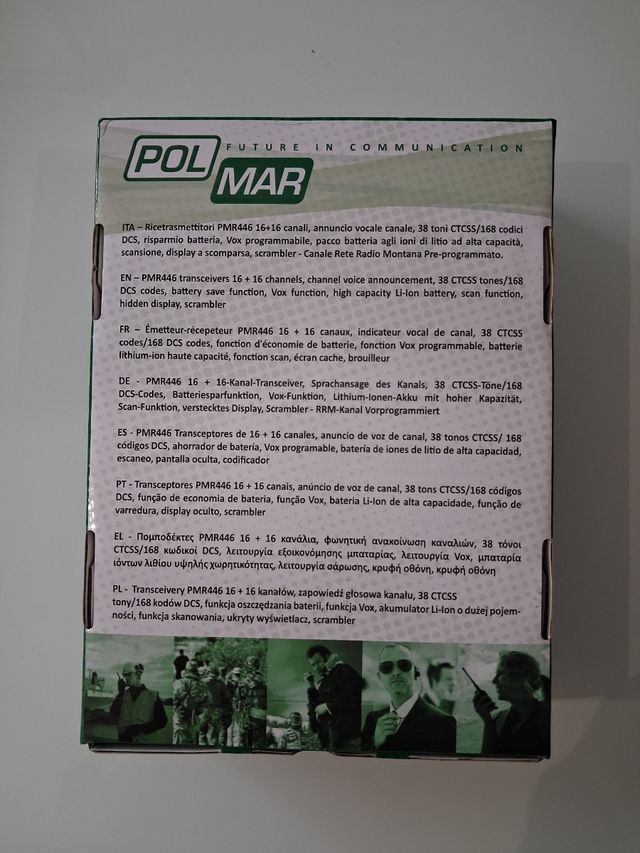 POL
MAR
FUTURE IN COMMUNICATION
ITA – Ricetrasmettitori PMR446 16+16 canali, annuncio vocale canale, 38 toni CTCSS/168 codici
DCS, risparmio batteria, Vox programmabile, pacco batteria agli ioni di litio ad alta capacità,
scansione, display a scomparsa, scrambler - Canale Rete Radio Montana Pre-programmato.
EN – PMR446 transceivers 16 + 16 channels, channel voice announcement, 38 CTCSS tones/168
DCS codes, battery save function, Vox function, high capacity Li-Ion battery, scan function,
hidden display, scrambler
FR – Émetteur-récepeteur PMR446 16 + 16 canaux, indicateur vocal de canal, 38 CTCSS
codes/168 DCS codes, fonction d'économie de batterie, fonction Vox programmable, batterie
lithium-ion haute capacité, fonction scan, écran cache, brouilleur
DE - PMR446 16 + 16-Kanal-Transceiver, Sprachansage des Kanals, 38 CTCSS-Töne/168
DCS-Codes, Batteriesparfunktion, Vox-Funktion, Lithium-Ionen-Akku mit hoher Kapazität,
Scan-Funktion, verstecktes Display, Scrambler - RRM-Kanal Vorprogrammiert
ES - PMR446 Transceptores de 16 + 16 canales, anuncio de voz de canal, 38 tonos CTCSS/ 168
códigos DCS, ahorrador de batería, Vox programable, batería de iones de litio de alta capacidad,
escaneo, pantalla oculta, codificador
PT - Transceptores PMR446 16 + 16 canais, anúncio de voz de canal, 38 tons CTCSS/168 códigos
DCS, função de economia de bateria, função Vox, bateria Li-Ion de alta capacidade, função de
varredura, display oculto, scrambler
EL - Πομποδέκτες PMR446 16 + 16 κανάλια, φωνητική ανακοίνωση καναλιών, 38 τόνοι
CTCSS/168 κωδικοί DCS, λειτουργία εξοικονόμησης μπαταρίας, λειτουργία Vox, μπαταρία
ιόντων λιθίου υψηλής χωρητικότητας, λειτουργία σάρωσης, κρυφή οθόνη, κρυφή οθόνη
PL - Transceivery PMR446 16 + 16 kanałów, zapowiedź głosowa kanału, 38 CTCSS
tony/168 kodów DCS, funkcja oszczędzania baterii, funkcja Vox, akumulator Li-Ion o dużej pojem-
ności, funkcja skanowania, ukryty wyświetlacz, scrambler